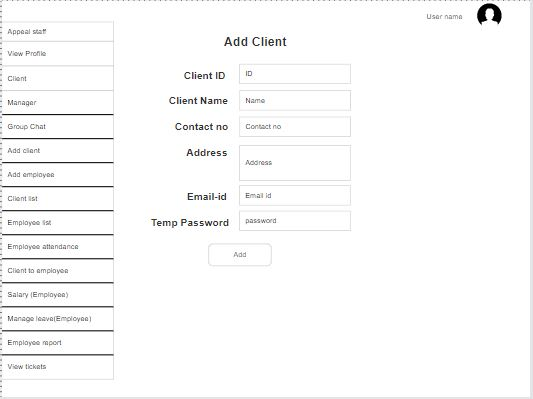 User name
Appeal staff
View Profile
Client
Manager
Group Chat
Add client
Add employee
Client list
Employee list
Employee attendance
Client to employee
Salary (Employee)
Manage leave(Employee)
Employee report
View tickets
Add Client
Client ID ID
Client Name Name
Contact no Contact no
Address Address
Email-id Email id
Temp Password password
Add